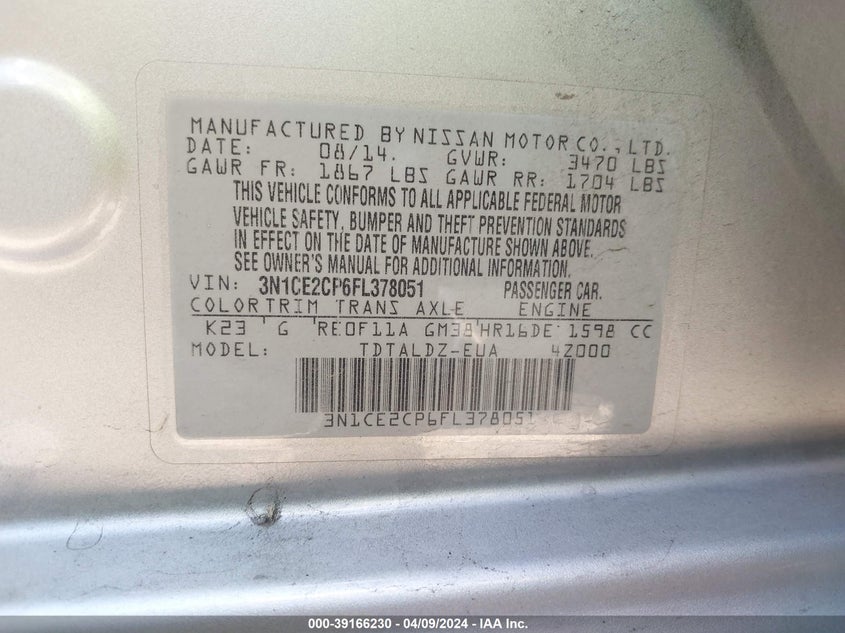 MANUFACTURED BY NISSAN MOTOR CO., LTD.
DATE: 08/14. GVWR: 3470 LBS
GAWR FR: 1867 LBS GAWR RR: 1704 LBS
THIS VEHICLE CONFORMS TO ALL APPLICABLE FEDERAL MOTOR
VEHICLE SAFETY, BUMPER AND THEFT PREVENTION STANDARDS
IN EFFECT ON THE DATE OF MANUFACTURE SHOWN ABOVE.
SEE OWNER'S MANUAL FOR ADDITIONAL INFORMATION.
VIN: 3N1CE2CP6FL378051 PASSENGER CAR.
COLOR TRIM TRANS AXLE ENGINE
K23 G RE0F11A GM38 HR16DE 1598 CC
MODEL: TDTALDZ-EUA 4Z000
3N1CE2CP6FL378051
000-39166230 - 04/09/2024 - IAA Inc.